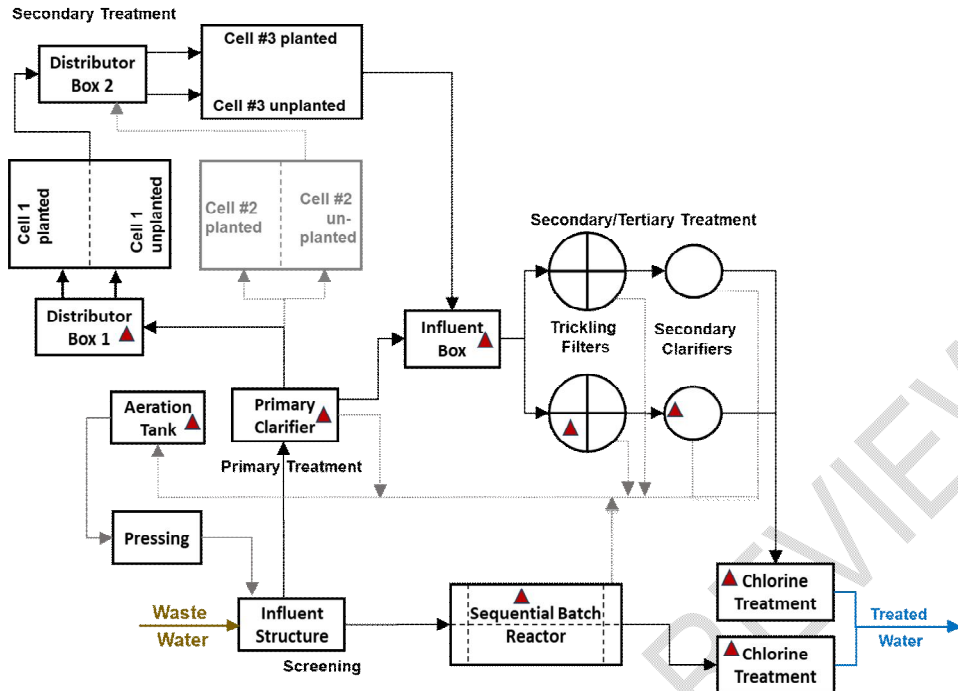 Secondary Treatment
Distributor
Box 2
Cell #3 planted
Cell #3 unplanted
Cell 1
planted
Cell 1
unplanted
Cell #2
planted
Cell #2
un-
planted
Secondary/Tertiary Treatment
Distributor
Box 1
Influent
Box
Trickling
Filters
Secondary
Clarifiers
Aeration
Tank
Primary
Clarifier
Primary Treatment
Pressing
Waste
Water
Influent
Structure
Screening
Sequential Batch
Reactor
Chlorine
Treatment
Chlorine
Treatment
Treated
Water
REVIEW